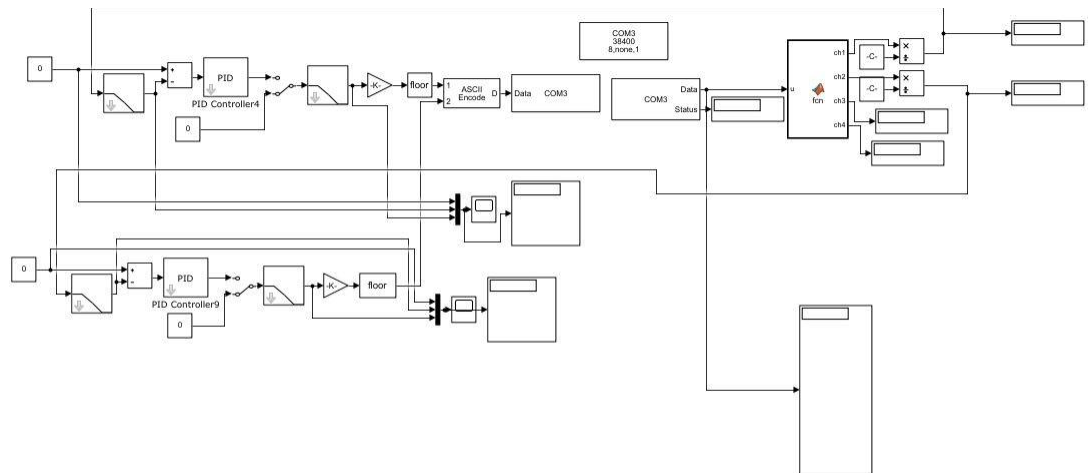 COM3
38400
8,none,1
0
+
-
PID
PID Controller4
0
-K-
floor
1
2
ASCII
Encode
D
Data
COM3
COM3
Data
Status
u
fcn
ch1
ch2
ch3
ch4
-C-
×
÷
-C-
×
÷
0
+
-
PID
PID Controller9
0
-K-
floor